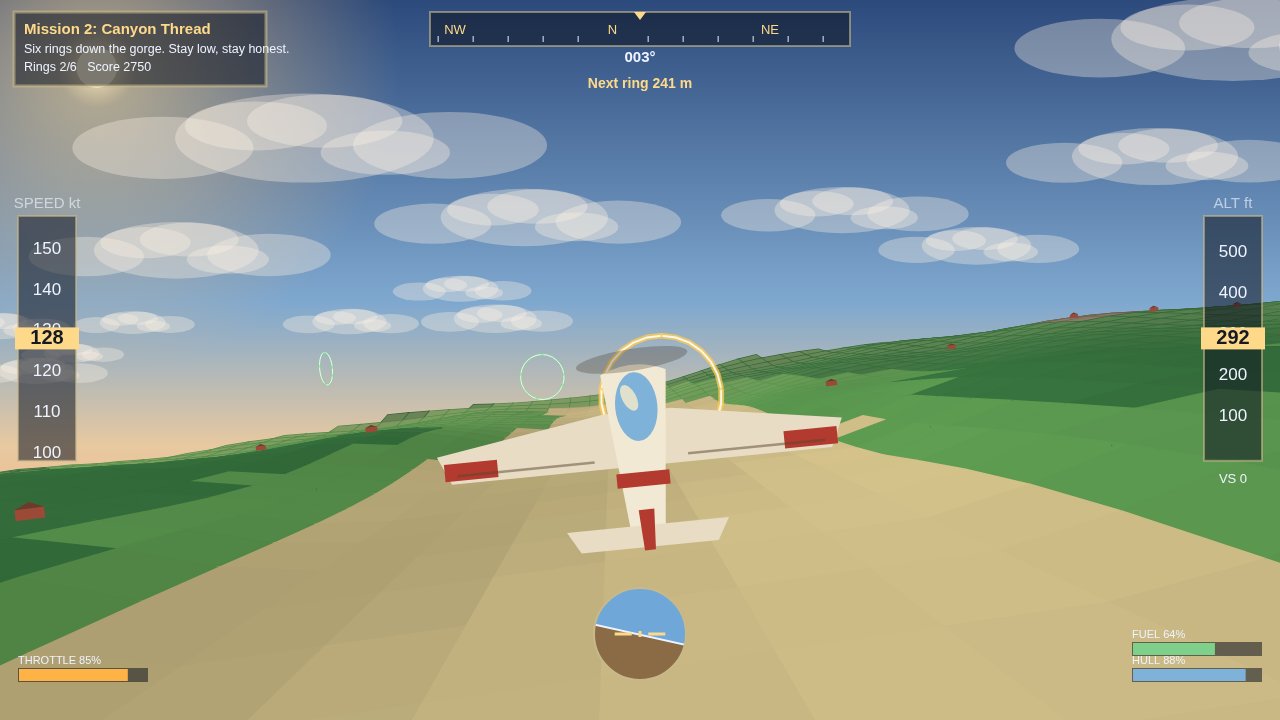 Mission 2: Canyon Thread
Six rings down the gorge. Stay low, stay honest.
Rings 2/6 Score 2750
NW N NE
003°
Next ring 241 m
SPEED kt
150
140
128
120
110
100
ALT ft
500
400
292
200
100
VS 0
THROTTLE 85%
FUEL 64%
HULL 88%